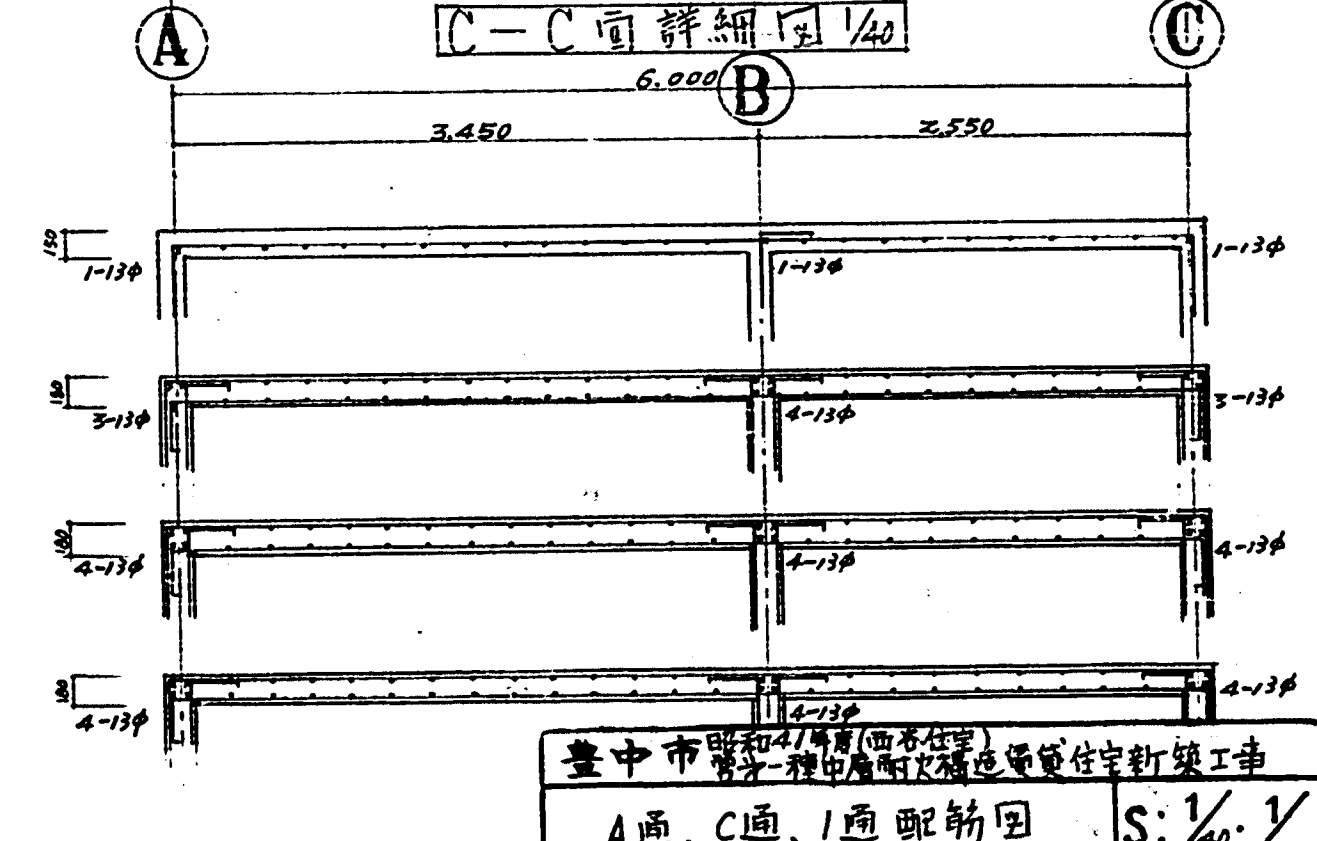 C-C 面詳細図 1/40
A
B
C
6.000
3.450
2,550
150
1-13φ
1-13φ
1-13φ
3-13φ
4-13φ
3-13φ
180
4-13φ
4-13φ
4-13φ
180
4-13φ
4-13φ
4-13φ
豊中市 昭和41年度(西谷住宅)
営第一種中層耐火構造賃貸住宅新築工事
A通、C通、1通配筋図
S: 1/40. 1/